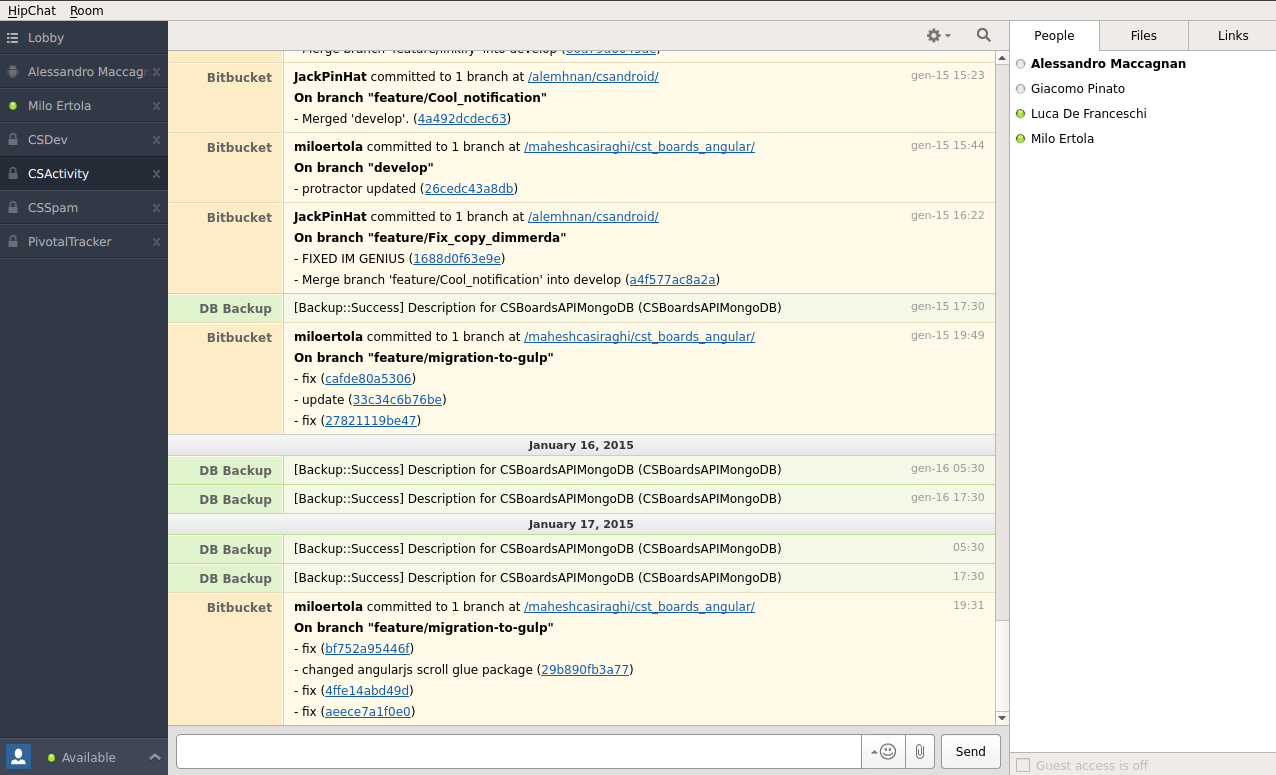 HipChat Room
Lobby
Alessandro Maccagn
Milo Ertola
CSDev
CSActivity
CSSpam
PivotalTracker
Available
Bitbucket JackPinHat committed to 1 branch at /alemhnan/csandroid/ gen-15 15:23
On branch "feature/Cool_notification"
- Merged 'develop'. (4a492dcdec63)
Bitbucket miloertola committed to 1 branch at /maheshcasiraghi/cst_boards_angular/ gen-15 15:44
On branch "develop"
- protractor updated (26cedc43a8db)
Bitbucket JackPinHat committed to 1 branch at /alemhnan/csandroid/ gen-15 16:22
On branch "feature/Fix_copy_dimmerda"
- FIXED IM GENIUS (1688d0f63e9e)
- Merge branch 'feature/Cool_notification' into develop (a4f577ac8a2a)
DB Backup [Backup::Success] Description for CSBoardsAPIMongoDB (CSBoardsAPIMongoDB) gen-15 17:30
Bitbucket miloertola committed to 1 branch at /maheshcasiraghi/cst_boards_angular/ gen-15 19:49
On branch "feature/migration-to-gulp"
- fix (cafde80a5306)
- update (33c34c6b76be)
- fix (27821119be47)
January 16, 2015
DB Backup [Backup::Success] Description for CSBoardsAPIMongoDB (CSBoardsAPIMongoDB) gen-16 05:30
DB Backup [Backup::Success] Description for CSBoardsAPIMongoDB (CSBoardsAPIMongoDB) gen-16 17:30
January 17, 2015
DB Backup [Backup::Success] Description for CSBoardsAPIMongoDB (CSBoardsAPIMongoDB) 05:30
DB Backup [Backup::Success] Description for CSBoardsAPIMongoDB (CSBoardsAPIMongoDB) 17:30
Bitbucket miloertola committed to 1 branch at /maheshcasiraghi/cst_boards_angular/ 19:31
On branch "feature/migration-to-gulp"
- fix (bf752a95446f)
- changed angularjs scroll glue package (29b890fb3a77)
- fix (4ffe14abd49d)
- fix (aeece7a1f0e0)
Send
People Files Links
Alessandro Maccagnan
Giacomo Pinato
Luca De Franceschi
Milo Ertola
Guest access is off